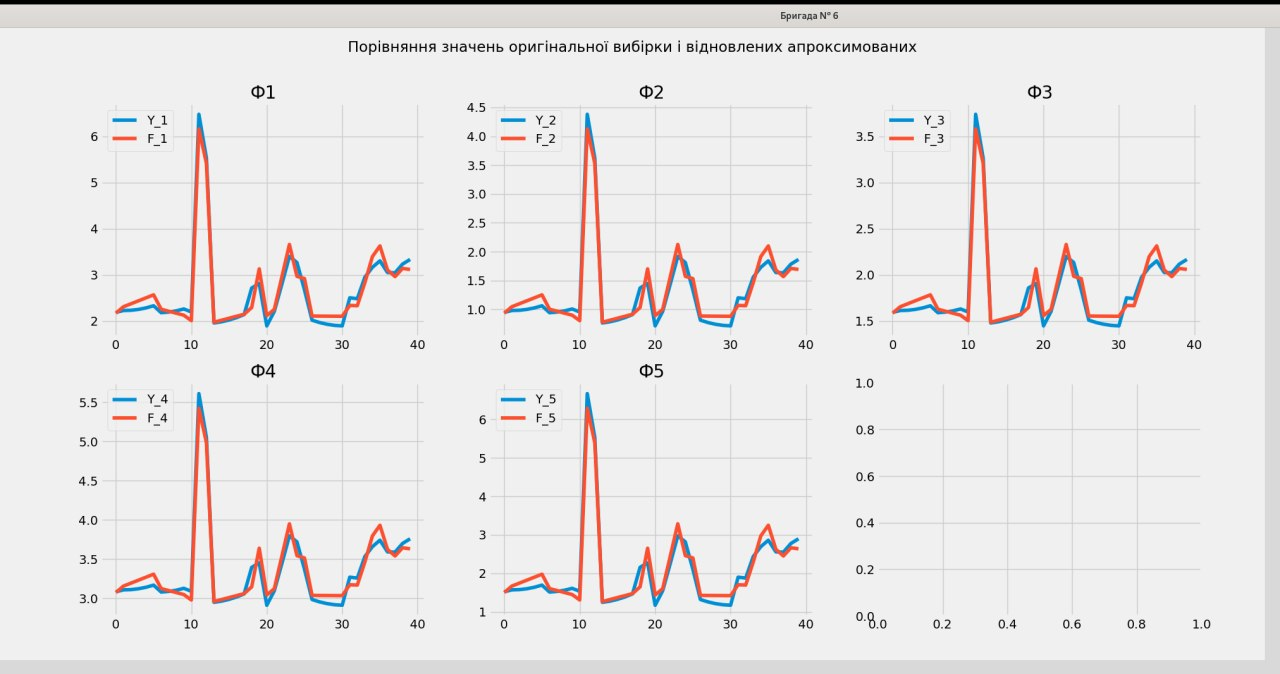 Бригада № 6
Порівняння значень оригінальної вибірки і відновлених апроксимованих
Ф1
Y_1
F_1
6
5
4
3
2
0 10 20 30 40
Ф2
Y_2
F_2
4.5
4.0
3.5
3.0
2.5
2.0
1.5
1.0
0 10 20 30 40
Ф3
Y_3
F_3
3.5
3.0
2.5
2.0
1.5
0 10 20 30 40
Ф4
Y_4
F_4
5.5
5.0
4.5
4.0
3.5
3.0
0 10 20 30 40
Ф5
Y_5
F_5
6
5
4
3
2
1
0 10 20 30 40
1.0
0.8
0.6
0.4
0.2
0.0
0.0 0.2 0.4 0.6 0.8 1.0